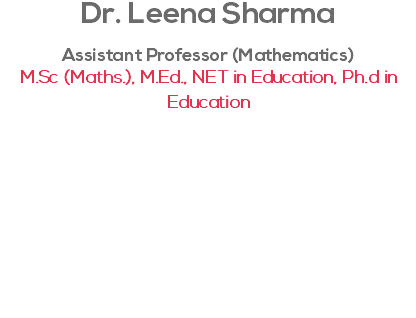 Dr. Leena Sharma
Assistant Professor (Mathematics)
M.Sc (Maths.), M.Ed., NET in Education, Ph.d in
Education